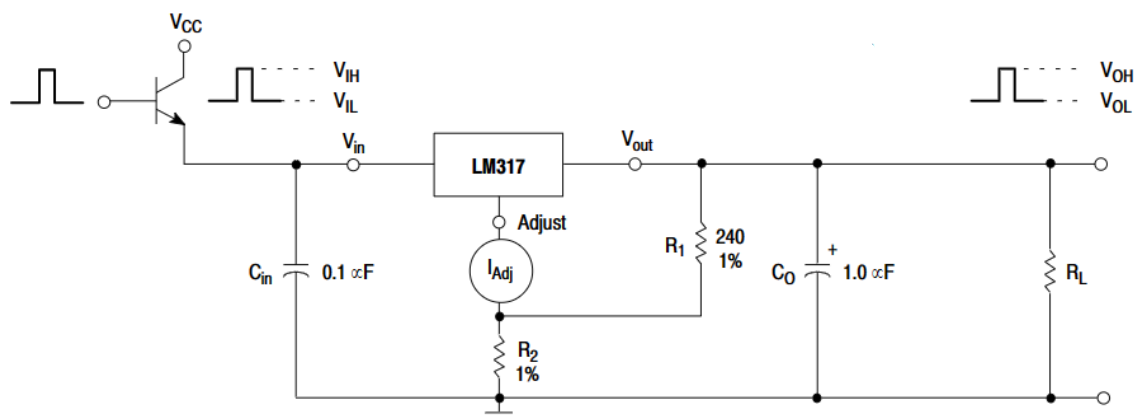 VCC
VIH
VIL
VOH
VOL
Vin
LM317
Vout
Adjust
IAdj
Cin
0.1 ∝F
R1
240
1%
CO
+
1.0 ∝F
RL
R2
1%